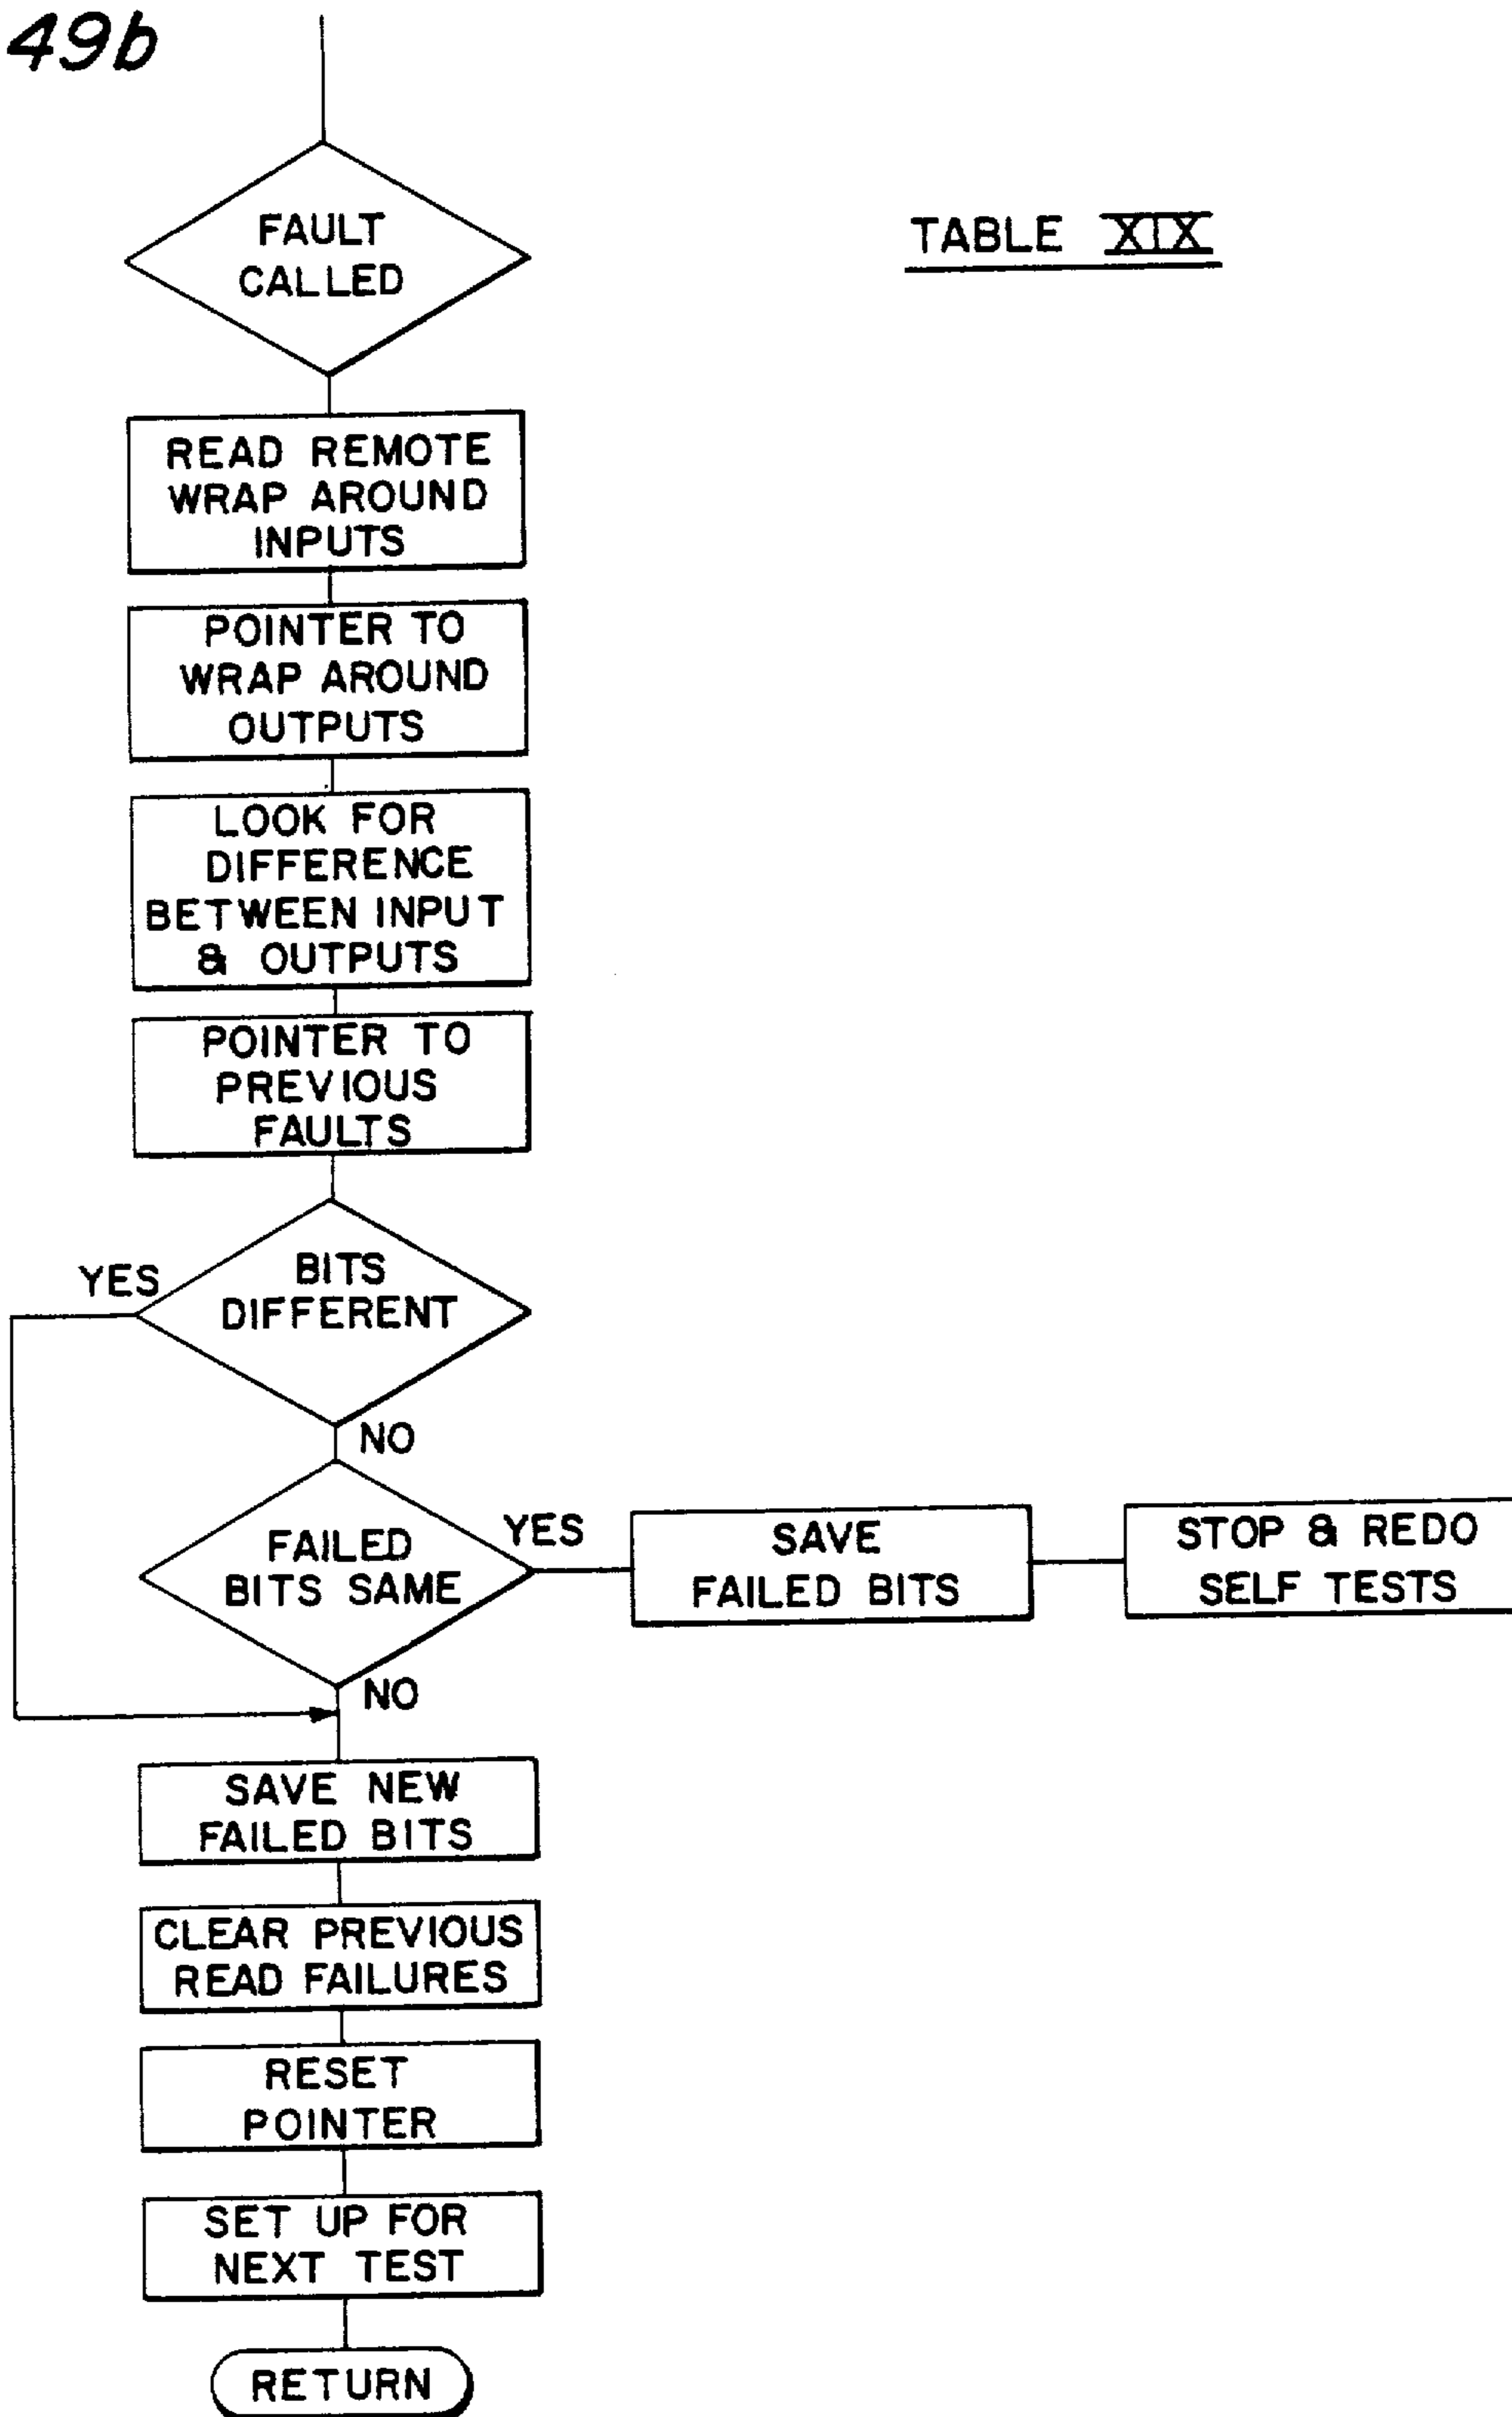 49b
FAULT
CALLED
TABLE XIX
READ REMOTE
WRAP AROUND
INPUTS
POINTER TO
WRAP AROUND
OUTPUTS
LOOK FOR
DIFFERENCE
BETWEEN INPUT
& OUTPUTS
POINTER TO
PREVIOUS
FAULTS
YES
BITS
DIFFERENT
NO
FAILED
BITS SAME
YES
SAVE
FAILED BITS
STOP & REDO
SELF TESTS
NO
SAVE NEW
FAILED BITS
CLEAR PREVIOUS
READ FAILURES
RESET
POINTER
SET UP FOR
NEXT TEST
RETURN